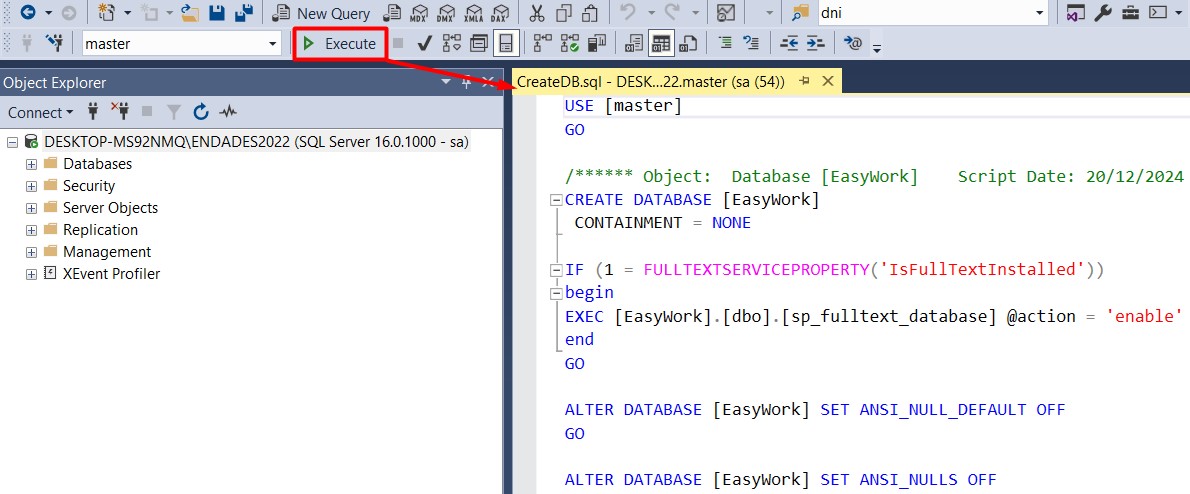 New Query
MDX
DMX
XMLA
DAX
dni
master
Execute
Object Explorer
Connect
DESKTOP-MS92NMQ\ENDADES2022 (SQL Server 16.0.1000 - sa)
Databases
Security
Server Objects
Replication
Management
XEvent Profiler
CreateDB.sql - DESK...22.master (sa (54))
USE [master]
GO
/****** Object:  Database [EasyWork]    Script Date: 20/12/2024
CREATE DATABASE [EasyWork]
CONTAINMENT = NONE
IF (1 = FULLTEXTSERVICEPROPERTY('IsFullTextInstalled'))
begin
EXEC [EasyWork].[dbo].[sp_fulltext_database] @action = 'enable'
end
GO
ALTER DATABASE [EasyWork] SET ANSI_NULL_DEFAULT OFF
GO
ALTER DATABASE [EasyWork] SET ANSI_NULLS OFF